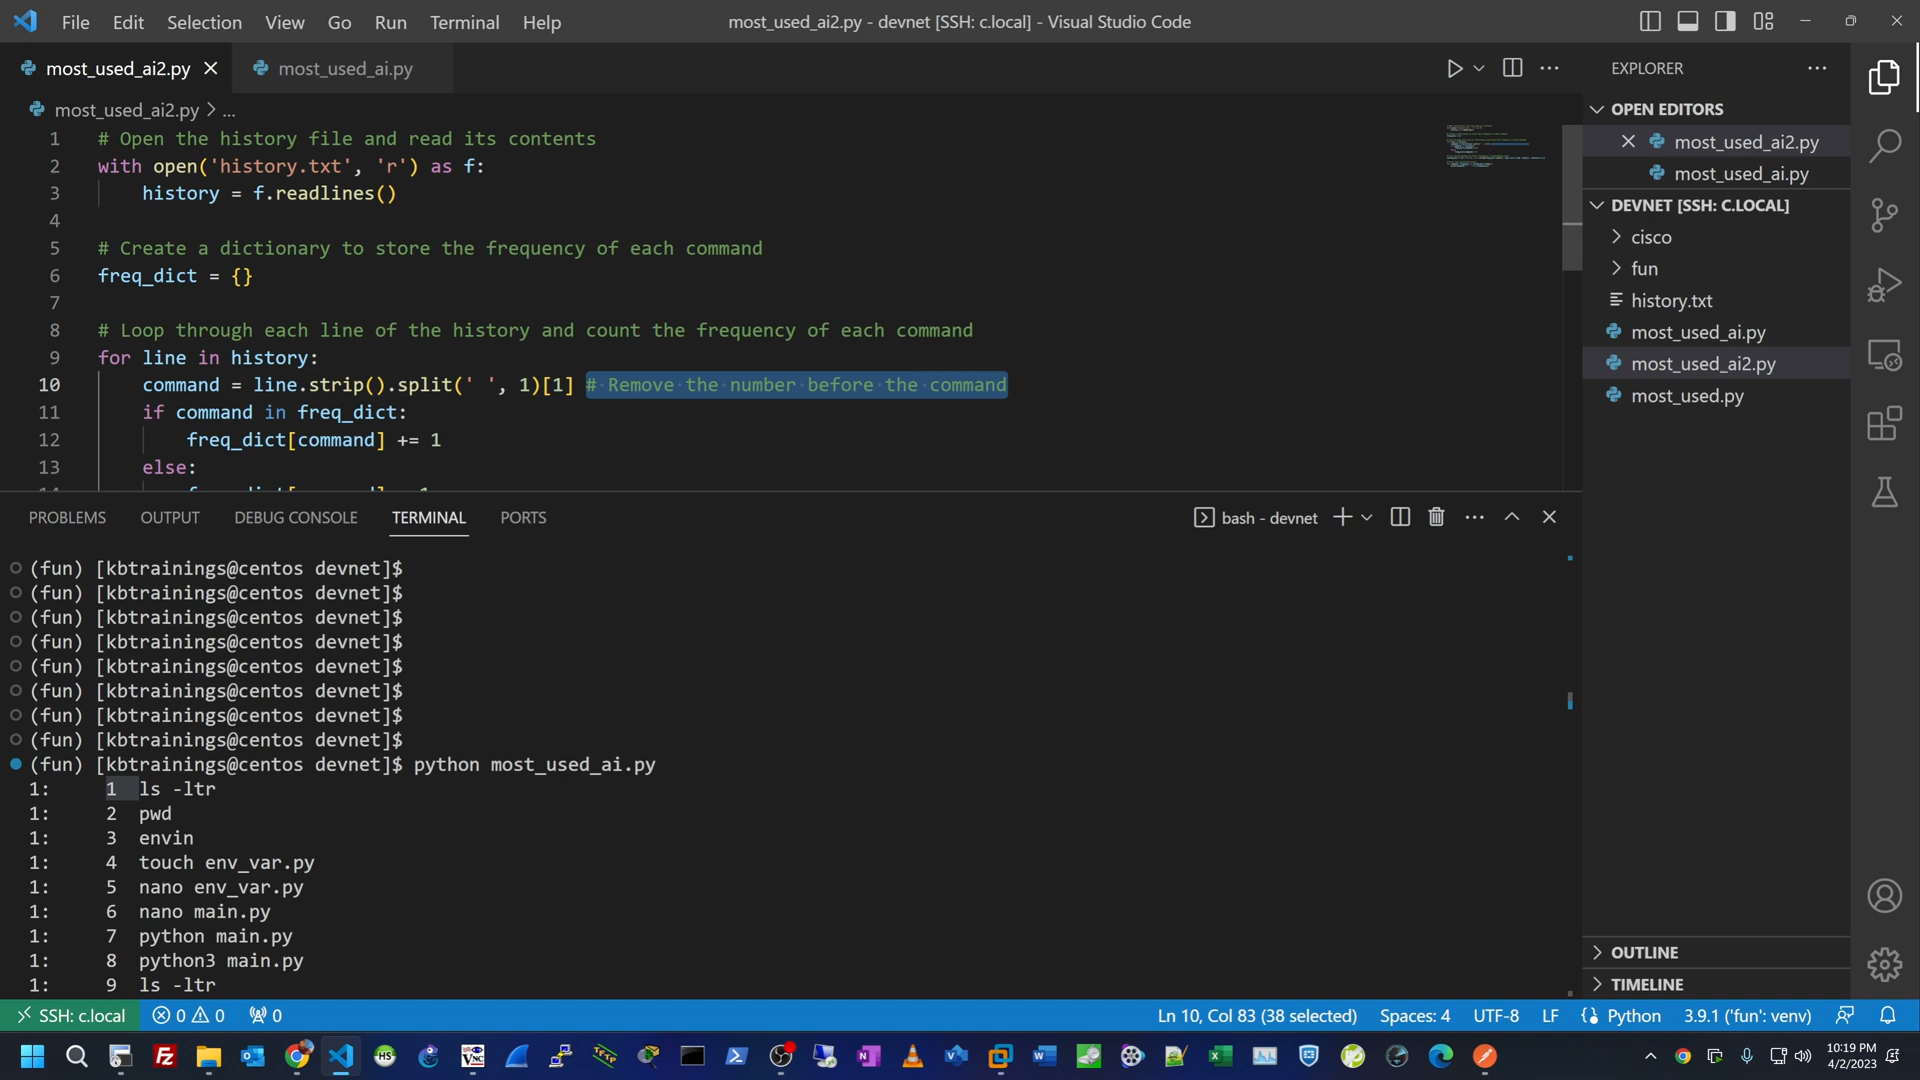 File Edit Selection View Go Run Terminal Help
most_used_ai2.py - devnet [SSH: c.local] - Visual Studio Code
most_used_ai2.py
most_used_ai.py
most_used_ai2.py > ...
1 # Open the history file and read its contents
2 with open('history.txt', 'r') as f:
3 history = f.readlines()
4
5 # Create a dictionary to store the frequency of each command
6 freq_dict = {}
7
8 # Loop through each line of the history and count the frequency of each command
9 for line in history:
10 command = line.strip().split(' ', 1)[1] # Remove the number before the command
11 if command in freq_dict:
12 freq_dict[command] += 1
13 else:
EXPLORER
OPEN EDITORS
most_used_ai2.py
most_used_ai.py
DEVNET [SSH: C.LOCAL]
cisco
fun
history.txt
most_used_ai.py
most_used_ai2.py
most_used.py
OUTLINE
TIMELINE
PROBLEMS OUTPUT DEBUG CONSOLE TERMINAL PORTS
bash - devnet
(fun) [kbtrainings@centos devnet]$
(fun) [kbtrainings@centos devnet]$
(fun) [kbtrainings@centos devnet]$
(fun) [kbtrainings@centos devnet]$
(fun) [kbtrainings@centos devnet]$
(fun) [kbtrainings@centos devnet]$
(fun) [kbtrainings@centos devnet]$
(fun) [kbtrainings@centos devnet]$
(fun) [kbtrainings@centos devnet]$ python most_used_ai.py
1: 1 ls -ltr
1: 2 pwd
1: 3 envin
1: 4 touch env_var.py
1: 5 nano env_var.py
1: 6 nano main.py
1: 7 python main.py
1: 8 python3 main.py
1: 9 ls -ltr
SSH: c.local 0 0 0
Ln 10, Col 83 (38 selected) Spaces: 4 UTF-8 LF Python 3.9.1 ('fun': venv)
10:19 PM
4/2/2023